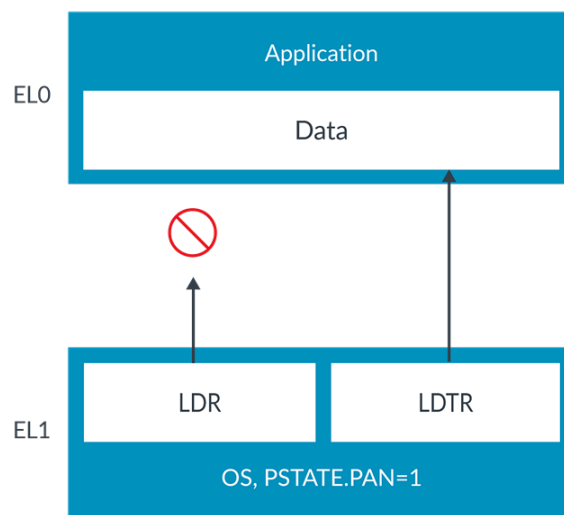 Application
EL0
Data
LDR
LDTR
EL1
OS, PSTATE.PAN=1